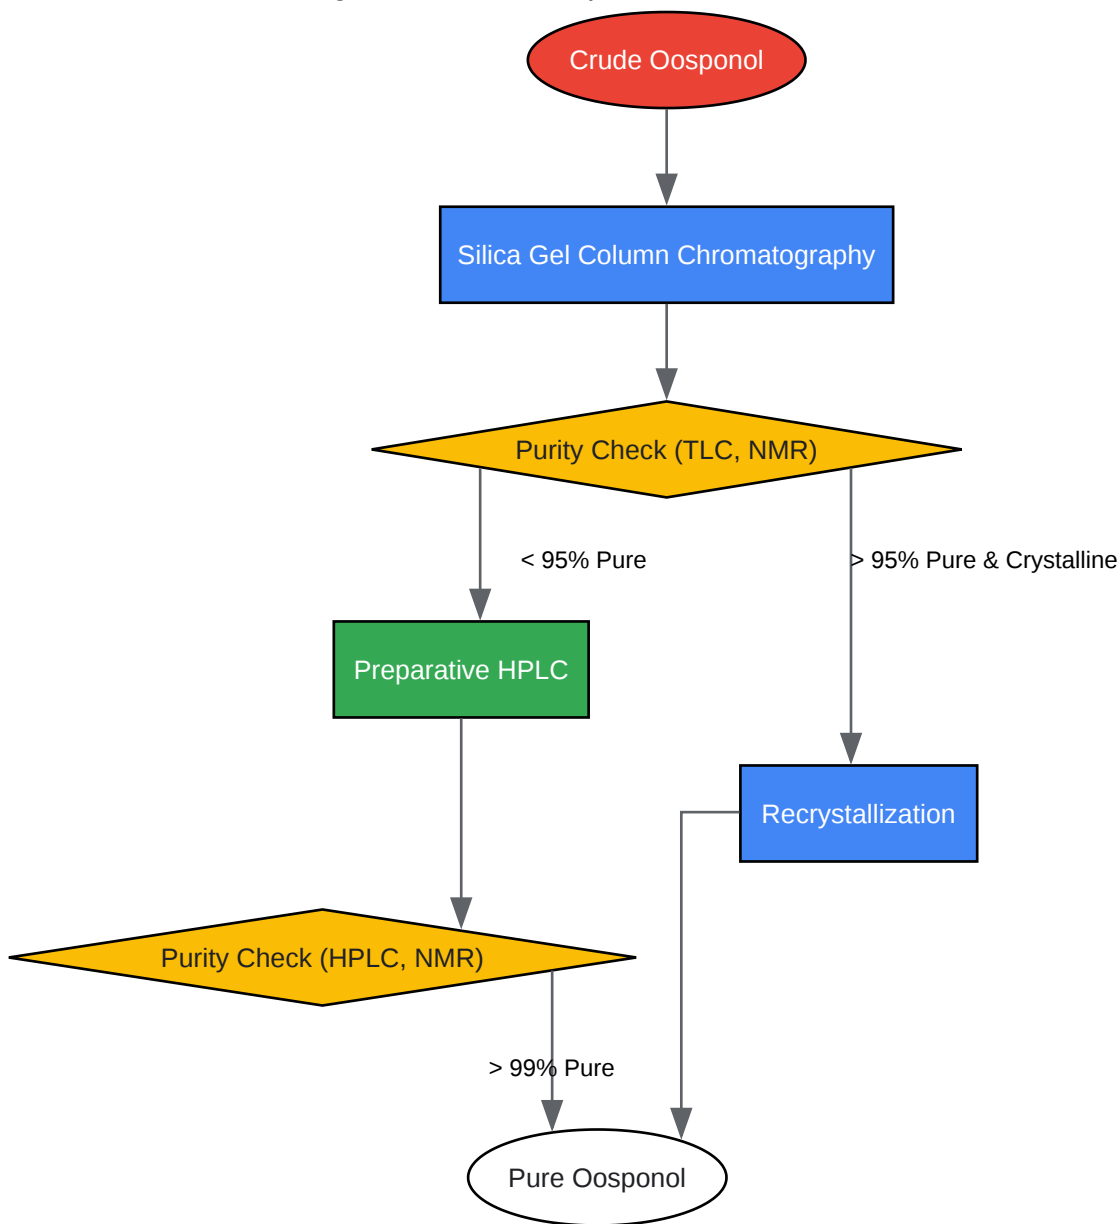 Crude Oosponol
Silica Gel Column Chromatography
Purity Check (TLC, NMR)
< 95% Pure
> 95% Pure & Crystalline
Preparative HPLC
Recrystallization
Purity Check (HPLC, NMR)
> 99% Pure
Pure Oosponol